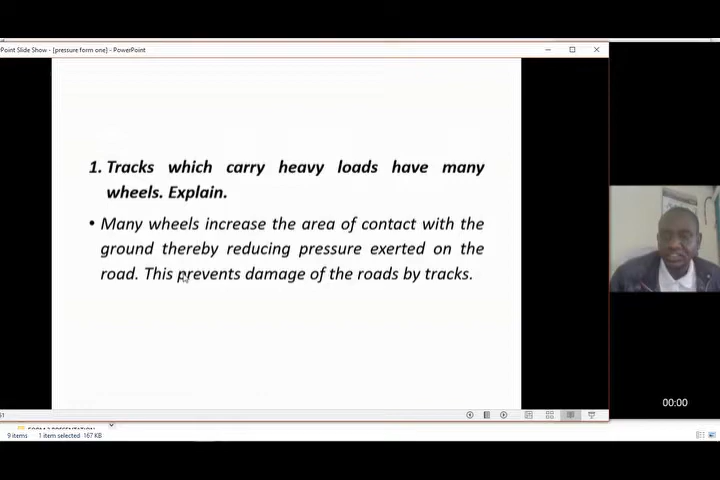 Point Slide Show - [pressure form one] - PowerPoint
1. Tracks which carry heavy loads have many
wheels. Explain.
• Many wheels increase the area of contact with the
ground thereby reducing pressure exerted on the
road. This prevents damage of the roads by tracks.
00:00
9 items 1 item selected 167 KB